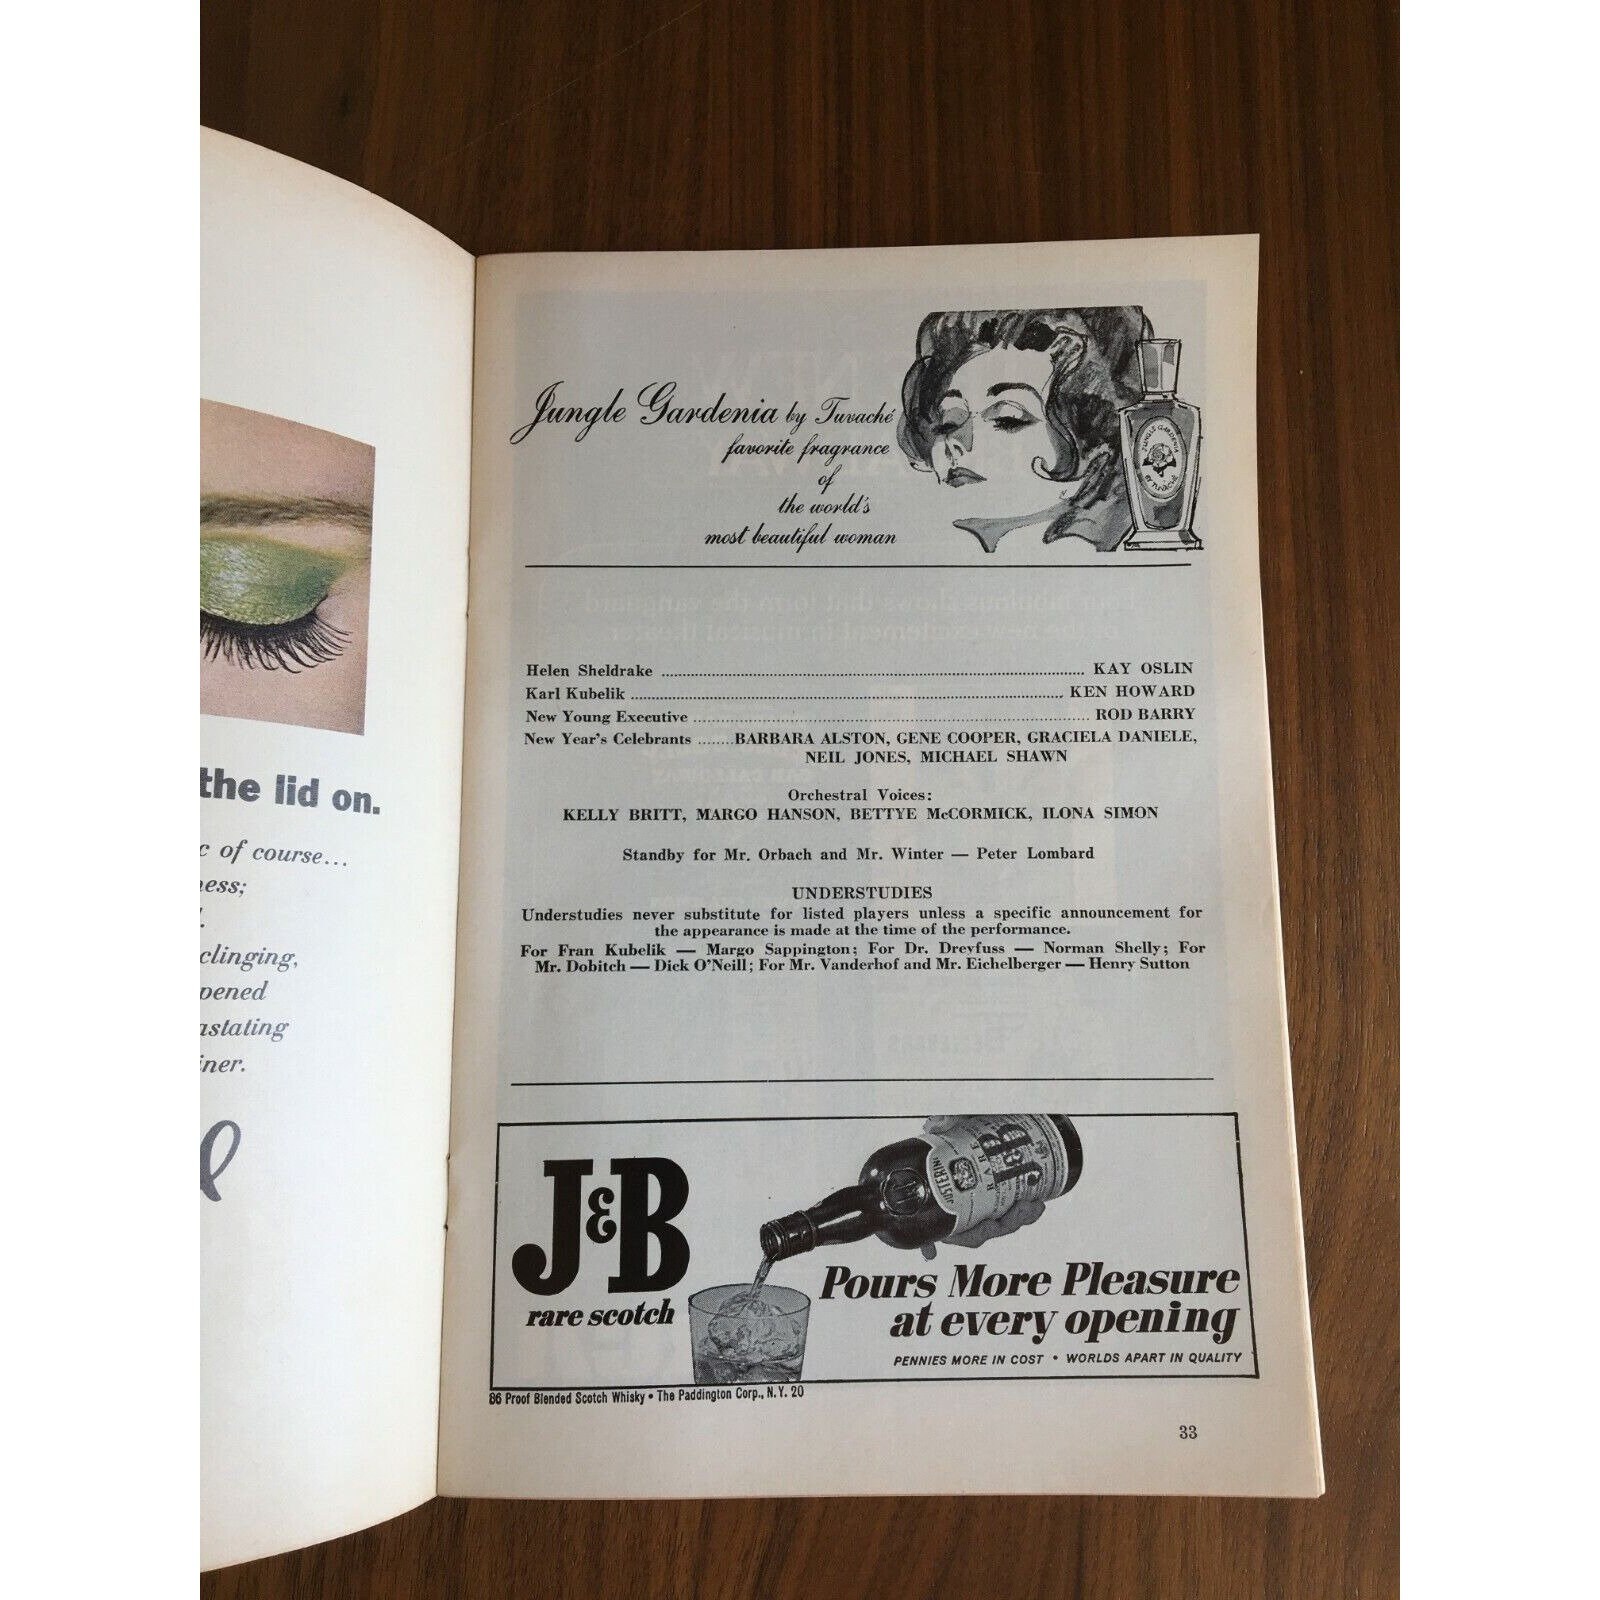 the lid on.
of course...
clinging,
Jungle Gardenia by Tuvaché
favorite fragrance
of
the world's
most beautiful woman
JUNGLE GARDENIA
BY TUVACHÉ
Helen Sheldrake ........ KAY OSLIN
Karl Kubelik ........ KEN HOWARD
New Young Executive ........ ROD BARRY
New Year's Celebrants ........BARBARA ALSTON, GENE COOPER, GRACIELA DANIELE,
NEIL JONES, MICHAEL SHAWN
Orchestral Voices:
KELLY BRITT, MARGO HANSON, BETTYE McCORMICK, ILONA SIMON
Standby for Mr. Orbach and Mr. Winter — Peter Lombard
UNDERSTUDIES
Understudies never substitute for listed players unless a specific announcement for
the appearance is made at the time of the performance.
For Fran Kubelik — Margo Sappington; For Dr. Dreyfuss — Norman Shelly; For
Mr. Dobitch — Dick O'Neill; For Mr. Vanderhof and Mr. Eichelberger — Henry Sutton
J&B
rare scotch
J&B
RARE
JUSTERINI
Pours More Pleasure
at every opening
PENNIES MORE IN COST • WORLDS APART IN QUALITY
86 Proof Blended Scotch Whisky • The Paddington Corp., N.Y. 20
33